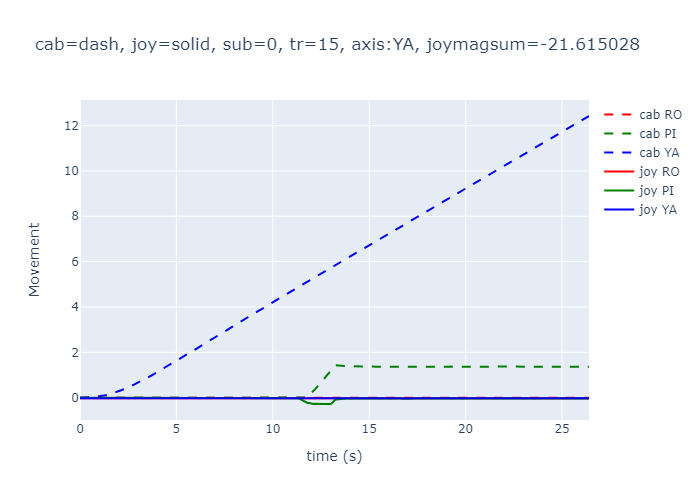 cab=dash, joy=solid, sub=0, tr=15, axis:YA, joymagsum=-21.615028
cab RO
cab PI
cab YA
joy RO
joy PI
joy YA
Movement
12
10
8
6
4
2
0
0 5 10 15 20 25
time (s)